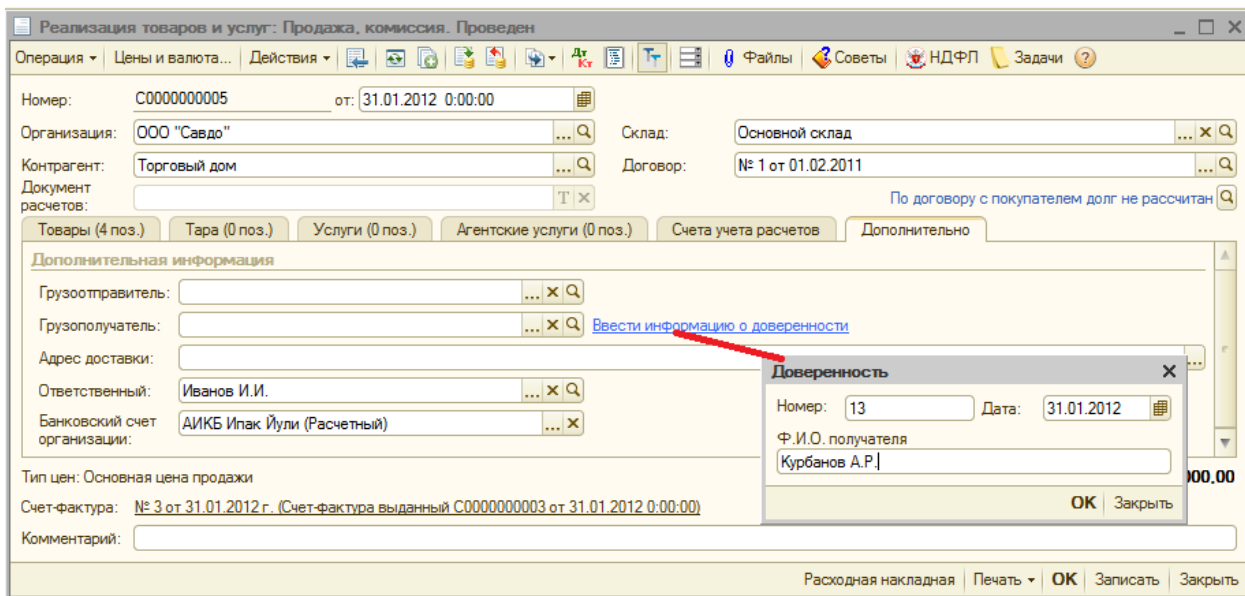 Реализация товаров и услуг: Продажа, комиссия. Проведен
Операция Цены и валюта... Действия Дт Кт Тт Файлы Советы НДФЛ Задачи ?
Номер: С0000000005 от: 31.01.2012 0:00:00
Организация: ООО "Савдо" ... Склад: Основной склад ...
Контрагент: Торговый дом ... Договор: № 1 от 01.02.2011 ...
Документ расчетов: T По договору с покупателем долг не рассчитан
Товары (4 поз.) Тара (0 поз.) Услуги (0 поз.) Агентские услуги (0 поз.) Счета учета расчетов Дополнительно
Дополнительная информация
Грузоотправитель: ...
Грузополучатель: ... Ввести информацию о доверенности
Адрес доставки: ...
Ответственный: Иванов И.И. ...
Банковский счет организации: АИКБ Ипак Йули (Расчетный) ...
Доверенность
Номер: 13 Дата: 31.01.2012
Ф.И.О. получателя
Курбанов А.Р.
OK Закрыть
Тип цен: Основная цена продажи 000,00
Счет-фактура: № 3 от 31.01.2012 г. (Счет-фактура выданный С0000000003 от 31.01.2012 0:00:00)
Комментарий:
Расходная накладная Печать OK Записать Закрыть